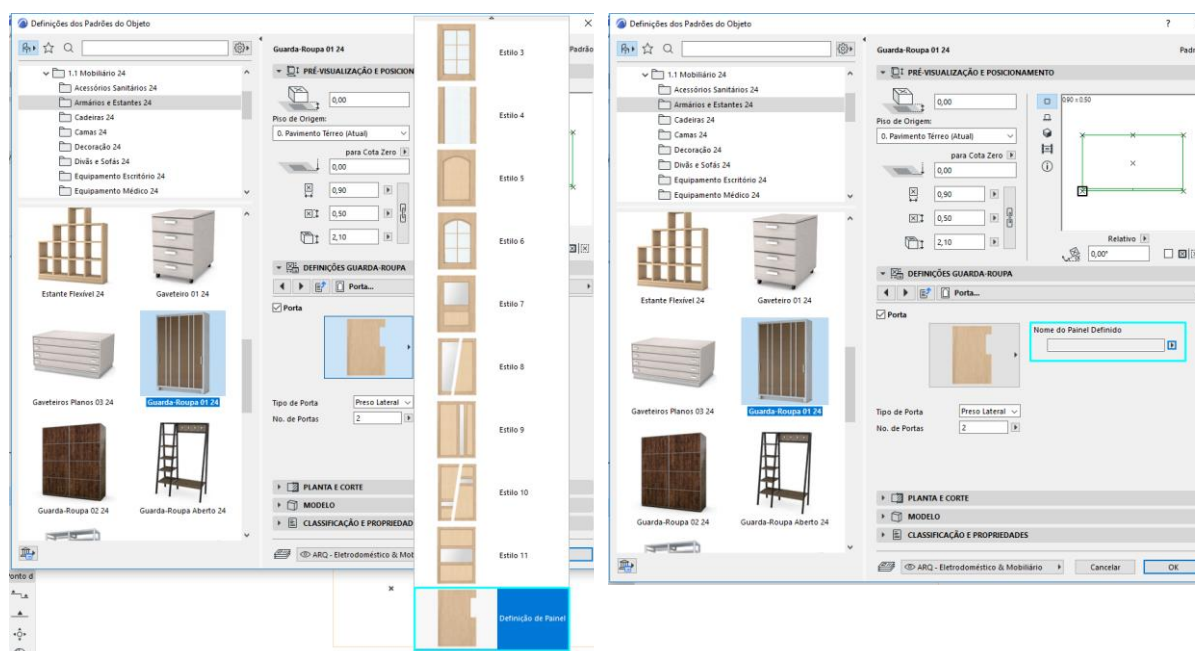 Definições dos Padrões do Objeto
1.1 Mobiliário 24
Acessórios Sanitários 24
Armários e Estantes 24
Cadeiras 24
Camas 24
Decoração 24
Divãs e Sofás 24
Equipamento Escritório 24
Equipamento Médico 24
Estante Flexível 24
Gaveteiro 01 24
Gaveteiros Planos 03 24
Guarda-Roupa 01 24
Guarda-Roupa 02 24
Guarda-Roupa Aberto 24
Ponto d
Guarda-Roupa 01 24
Padrão
PRÉ-VISUALIZAÇÃO E POSICION
0,00
Piso de Origem:
0. Pavimento Térreo (Atual)
para Cota Zero
0,00
0,90
0,50
2,10
DEFINIÇÕES GUARDA-ROUPA
Porta...
Porta
Tipo de Porta
Preso Lateral
No. de Portas
2
PLANTA E CORTE
MODELO
CLASSIFICAÇÃO E PROPRIEDAD
ARQ - Eletrodoméstico & Mob
Estilo 3
Estilo 4
Estilo 5
Estilo 6
Estilo 7
Estilo 8
Estilo 9
Estilo 10
Estilo 11
Definição de Painel
Definições dos Padrões do Objeto
?
1.1 Mobiliário 24
Acessórios Sanitários 24
Armários e Estantes 24
Cadeiras 24
Camas 24
Decoração 24
Divãs e Sofás 24
Equipamento Escritório 24
Equipamento Médico 24
Estante Flexível 24
Gaveteiro 01 24
Gaveteiros Planos 03 24
Guarda-Roupa 01 24
Guarda-Roupa 02 24
Guarda-Roupa Aberto 24
Guarda-Roupa 01 24
Padr
PRÉ-VISUALIZAÇÃO E POSICIONAMENTO
0,00
Piso de Origem:
0. Pavimento Térreo (Atual)
para Cota Zero
0,00
0,90
0,50
2,10
0,90 x 0,50
Relativo
0,00°
DEFINIÇÕES GUARDA-ROUPA
Porta...
Porta
Nome do Painel Definido
Tipo de Porta
Preso Lateral
No. de Portas
2
PLANTA E CORTE
MODELO
CLASSIFICAÇÃO E PROPRIEDADES
ARQ - Eletrodoméstico & Mobiliário
Cancelar
OK